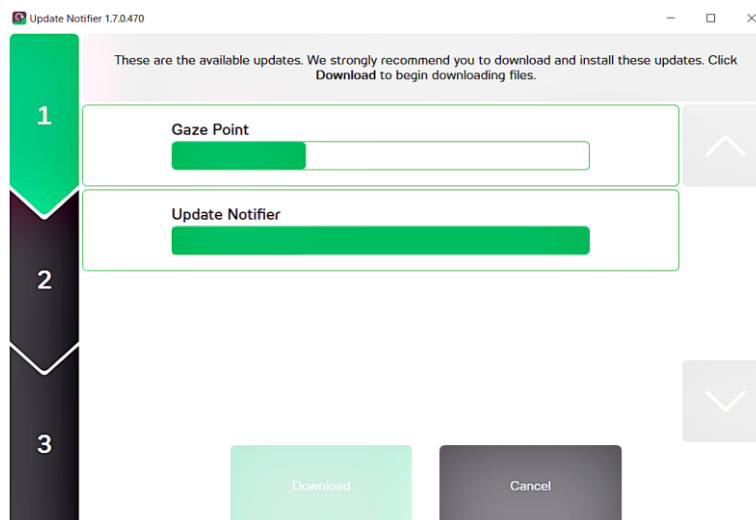 Update Notifier 1.7.0.470
These are the available updates. We strongly recommend you to download and install these updates. Click
Download to begin downloading files.
1
Gaze Point
Update Notifier
2
3
Download
Cancel